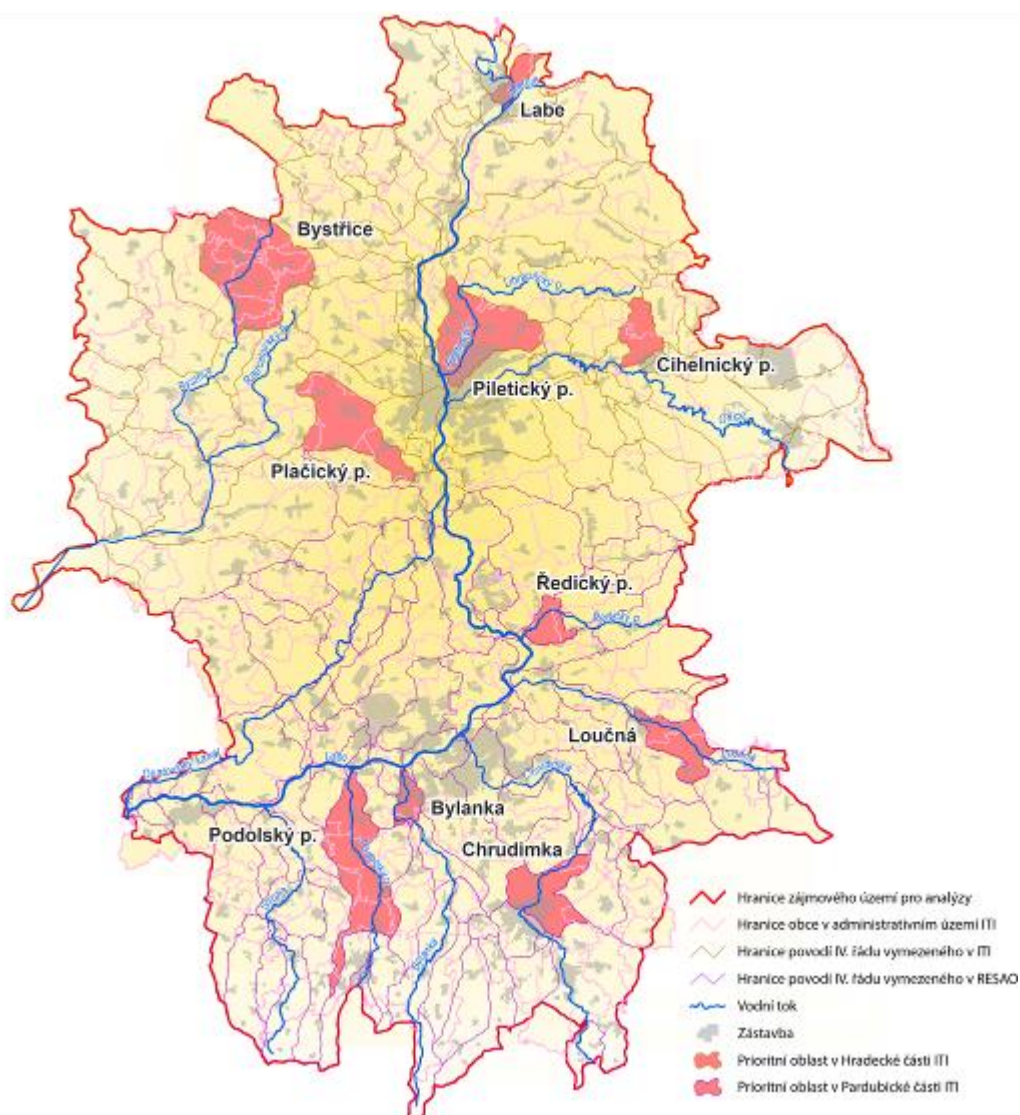 Labe
Bystřice
Cihelnický p.
Piletický p.
Plačický p.
Ředický p.
Loučná
Bylanka
Podolský p.
Chrudimka
Labe
Hranice zájmového území pro analýzy
Hranice obce v administrativním území ITI
Hranice povodí IV. řádu vymezeného v ITI
Hranice povodí IV. řádu vymezeného v RESAO
Vodní tok
Zástavba
Prioritní oblast v Hradecké části ITI
Prioritní oblast v Pardubické části ITI